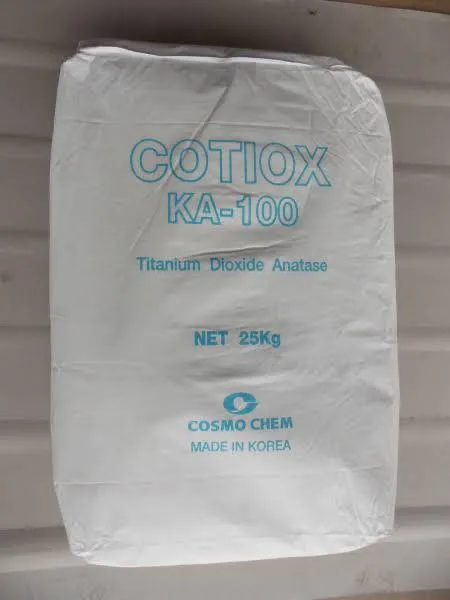 COTIOX
KA-100
Titanium Dioxide Anatase
NET 25Kg
COSMO CHEM
MADE IN KOREA